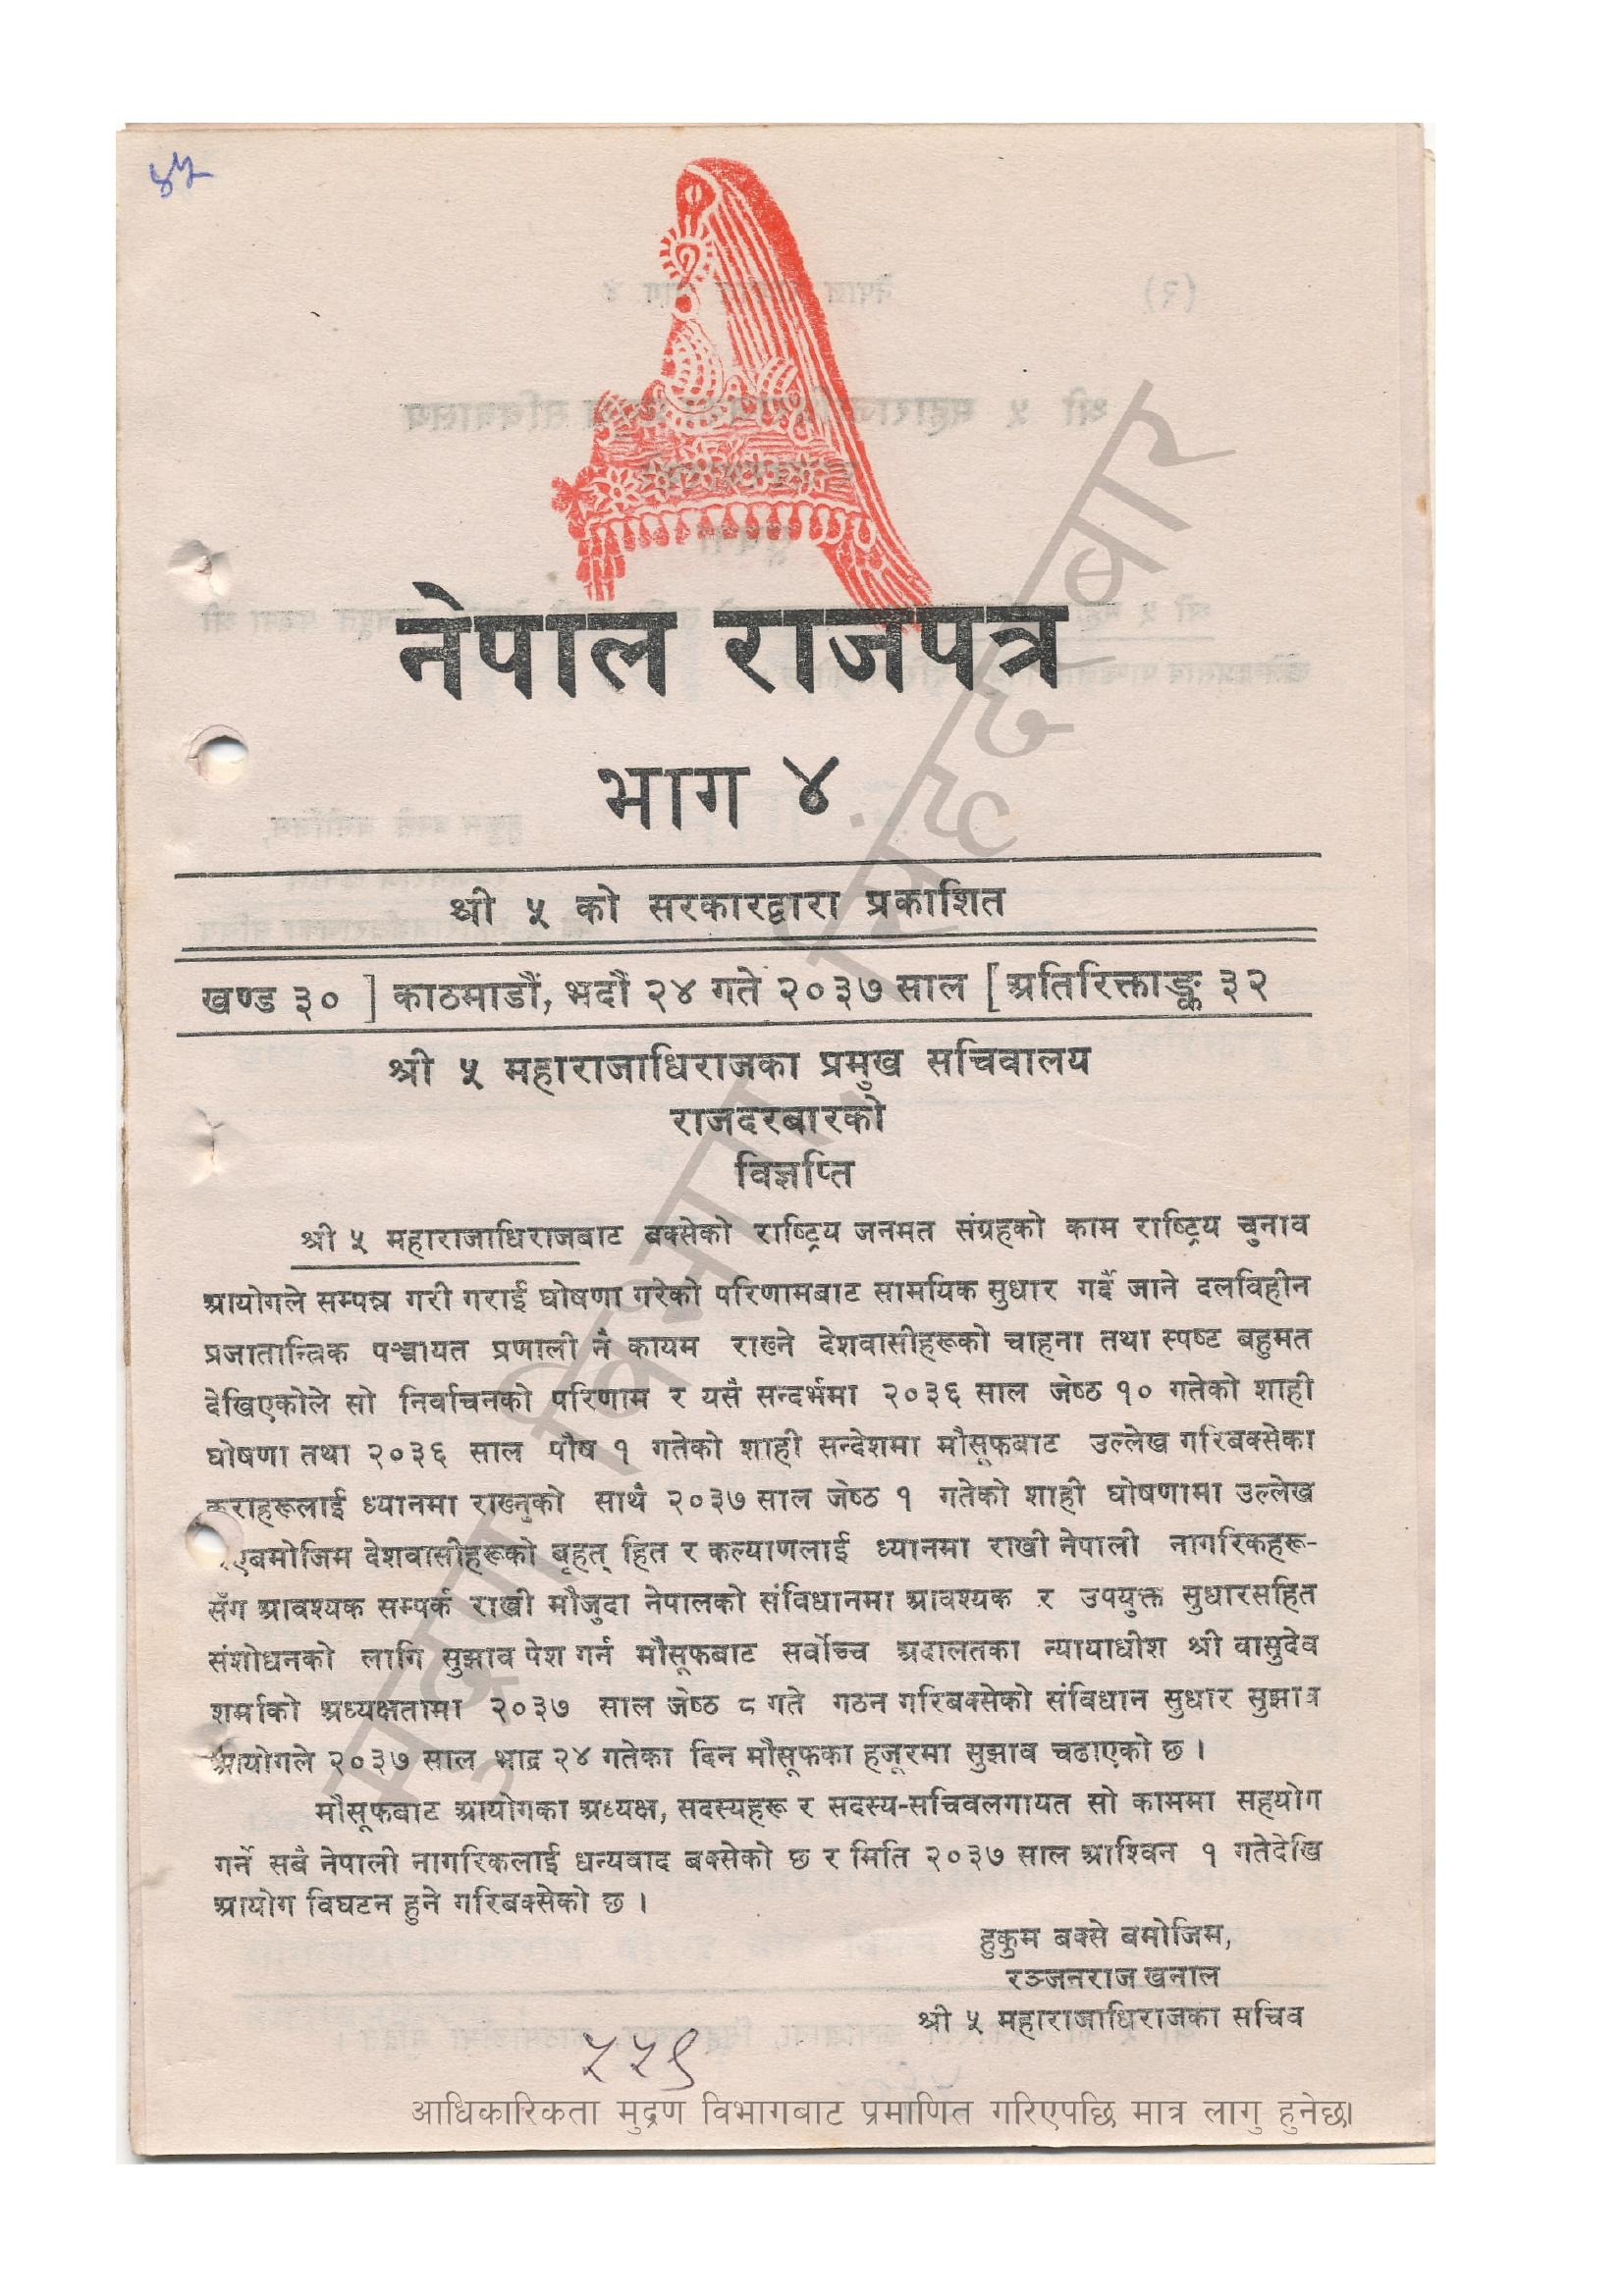 ४५
नेपाल राजपत्र
भाग ४
श्री ५ को सरकारद्वारा प्रकाशित
खण्ड ३० ] काठमाडौं, भदौं २४ गते २०३७ साल [ अतिरिक्ताङ्क ३२
श्री ५ महाराजाधिराजका प्रमुख सचिवालय
राजदरबारको
विज्ञप्ति
श्री ५ महाराजाधिराजबाट बक्सेको राष्ट्रिय जनमत संग्रहको काम राष्ट्रिय चुनाव
आयोगले सम्पन्न गरी गराई घोषणा गरेको परिणामबाट सामयिक सुधार गर्दै जाने दलविहीन
प्रजातान्त्रिक पञ्चायत प्रणाली नै कायम राख्ने देशवासीहरूको चाहना तथा स्पष्ट बहुमत
देखिएकोले सो निर्वाचनको परिणाम र यसै सन्दर्भमा २०३६ साल जेष्ठ १० गतेको शाही
घोषणा तथा २०३६ साल पौष १ गतेको शाही सन्देशमा मौसूफबाट उल्लेख गरिबक्सेका
कुराहरूलाई ध्यानमा राख्नुको साथै २०३७ साल जेष्ठ १ गतेको शाही घोषणामा उल्लेख
एबमोजिम देशवासीहरूको बृहत् हित र कल्याणलाई ध्यानमा राखी नेपाली नागरिकहरू-
सँग आवश्यक सम्पर्क राखी मौजुदा नेपालको संविधानमा आवश्यक र उपयुक्त सुधारसहित
संशोधनको लागि सुझाव पेश गर्न मौसूफबाट सर्वोच्च अदालतका न्यायाधीश श्री वासुदेव
शर्माको अध्यक्षतामा २०३७ साल जेष्ठ ८ गते गठन गरिबक्सेको संविधान सुधार सुझाव
आयोगले २०३७ साल भाद्र २४ गतेका दिन मौसूफका हजूरमा सुझाव चढाएको छ ।
मौसूफबाट आयोगका अध्यक्ष, सदस्यहरू र सदस्य-सचिवलगायत सो काममा सहयोग
गर्ने सबै नेपाली नागरिकलाई धन्यवाद बक्सेको छ र मिति २०३७ साल आश्विन १ गतेदेखि
आयोग विघटन हुने गरिबक्सेको छ ।
हुकुम बक्से बमोजिम,
रञ्जनराज खनाल
श्री ५ महाराजाधिराजका सचिव
५५९
आधिकारिकता मुद्रण विभागबाट प्रमाणित गरिएपछि मात्र लागु हुनेछ।
मुद्रण विभाग, सिंहदरबार